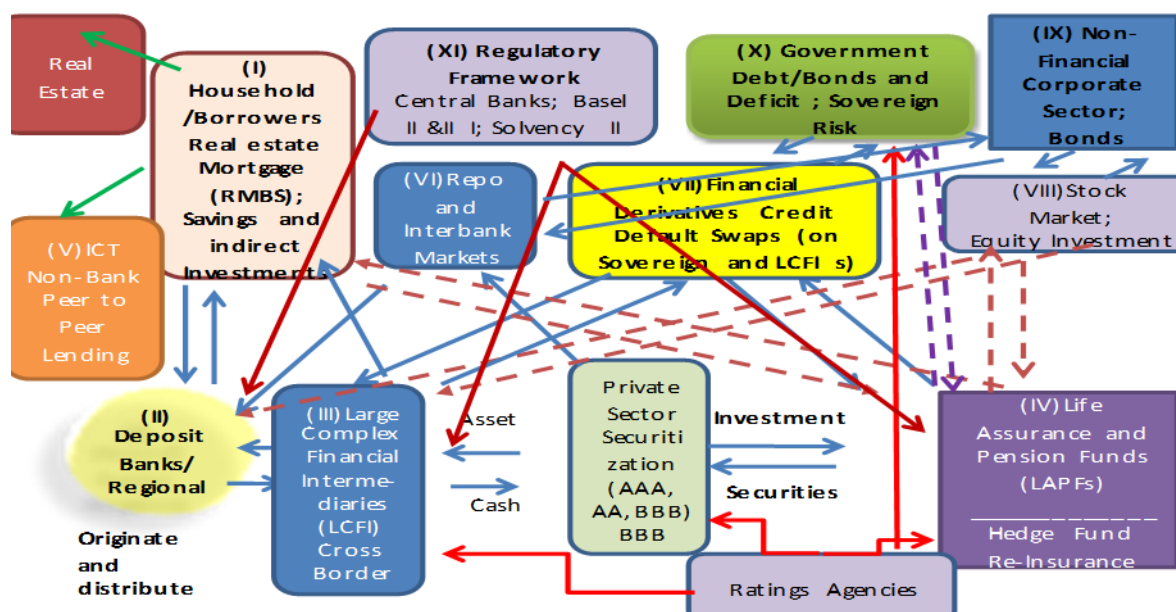 Real
Estate
(I)
Household
/Borrowers
Real estate
Mortgage
(RMBS);
Savings and
indirect
Investments
(XI) Regulatory
Framework
Central Banks; Basel
II &II I; Solvency II
(X) Government
Debt/Bonds and
Deficit ; Sovereign
Risk
(IX) Non-
Financial
Corporate
Sector;
Bonds
(V) ICT
Non-Bank
Peer to
Peer
Lending
(VI) Repo
and
Interbank
Markets
(VII) Financial
Derivatives Credit
Default Swaps (on
Sovereign and LCFI s)
(VIII) Stock
Market;
Equity Investment
(II)
Deposit
Banks/
Regional
Originate
and
distribute
(III) Large
Complex
Financial
Interme-
diaries
(LCFI)
Cross
Border
Asset
Cash
Private
Sector
Securiti
zation
(AAA,
AA, BBB)
BBB
Investment
Securities
(IV) Life
Assurance and
Pension Funds
(LAPFs)
____________
Hedge Fund
Re-Insurance
Ratings Agencies